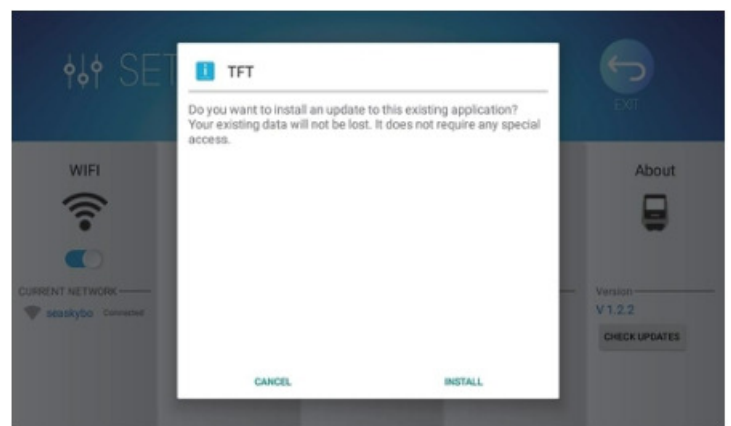 SET
TFT
EXIT
Do you want to install an update to this existing application?
Your existing data will not be lost. It does not require any special
access.
WIFI
About
CURRENT NETWORK
seaskybo Connected
Version
V 1.2.2
CHECK UPDATES
CANCEL
INSTALL